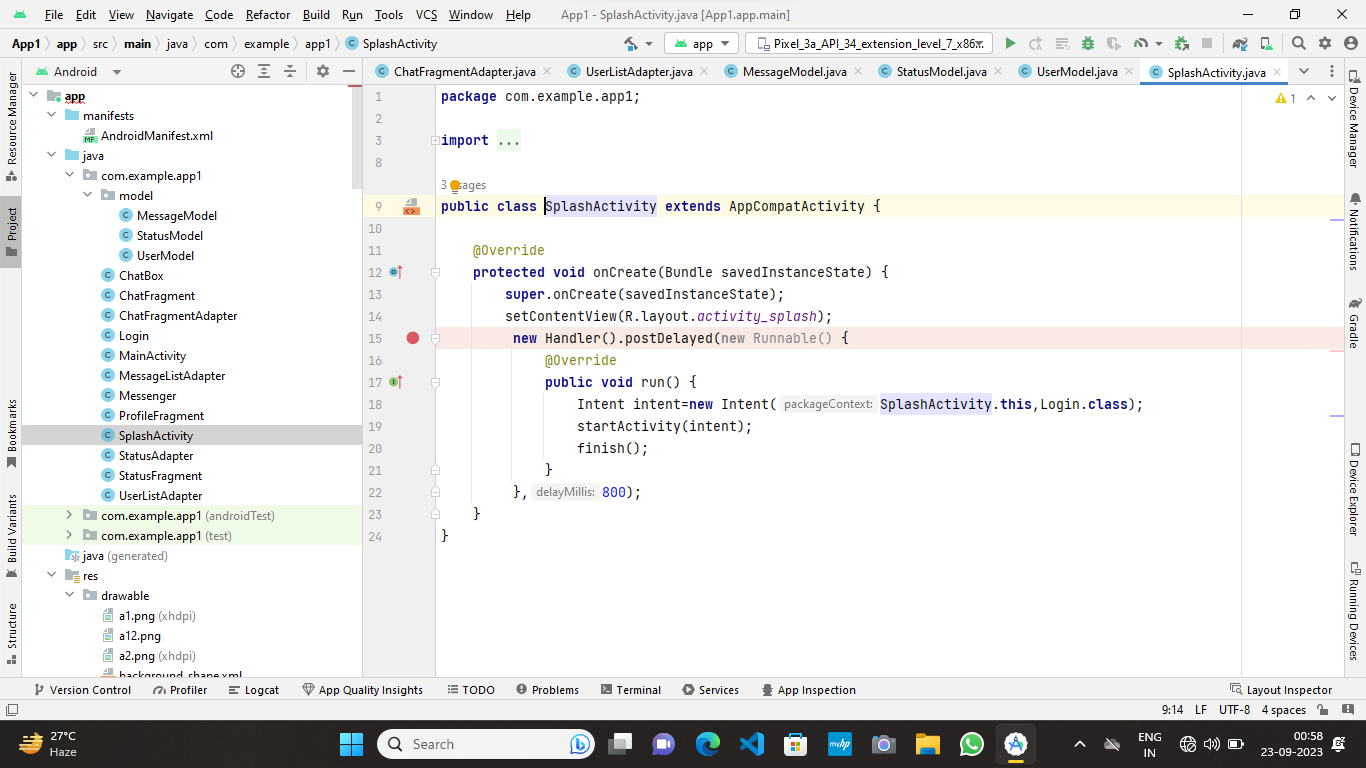 File Edit View Navigate Code Refactor Build Run Tools VCS Window Help App1 - SplashActivity.java [App1.app.main]
App1 app src main java com example app1 SplashActivity app Pixel_3a_API_34_extension_level_7_x86...
Android
ChatFragmentAdapter.java UserListAdapter.java MessageModel.java StatusModel.java UserModel.java SplashActivity.java
Resource Manager
Project
Bookmarks
Build Variants
Structure
app
manifests
AndroidManifest.xml
java
com.example.app1
model
MessageModel
StatusModel
UserModel
ChatBox
ChatFragment
ChatFragmentAdapter
Login
MainActivity
MessageListAdapter
Messenger
ProfileFragment
SplashActivity
StatusAdapter
StatusFragment
UserListAdapter
com.example.app1 (androidTest)
com.example.app1 (test)
java (generated)
res
drawable
a1.png (xhdpi)
a12.png
a2.png (xhdpi)
background_shape.xml
1 package com.example.app1;
2
3 import ...
8
3 usages
9 public class SplashActivity extends AppCompatActivity {
10
11 @Override
12 protected void onCreate(Bundle savedInstanceState) {
13 super.onCreate(savedInstanceState);
14 setContentView(R.layout.activity_splash);
15 new Handler().postDelayed(new Runnable() {
16 @Override
17 public void run() {
18 Intent intent=new Intent( packageContext: SplashActivity.this,Login.class);
19 startActivity(intent);
20 finish();
21 }
22 }, delayMillis: 800);
23 }
24 }
1
Device Manager
Notifications
Gradle
Device Explorer
Running Devices
Version Control Profiler Logcat App Quality Insights TODO Problems Terminal Services App Inspection Layout Inspector
9:14 LF UTF-8 4 spaces
27°C
Haze
Search
myhp
ENG
IN
00:58
23-09-2023